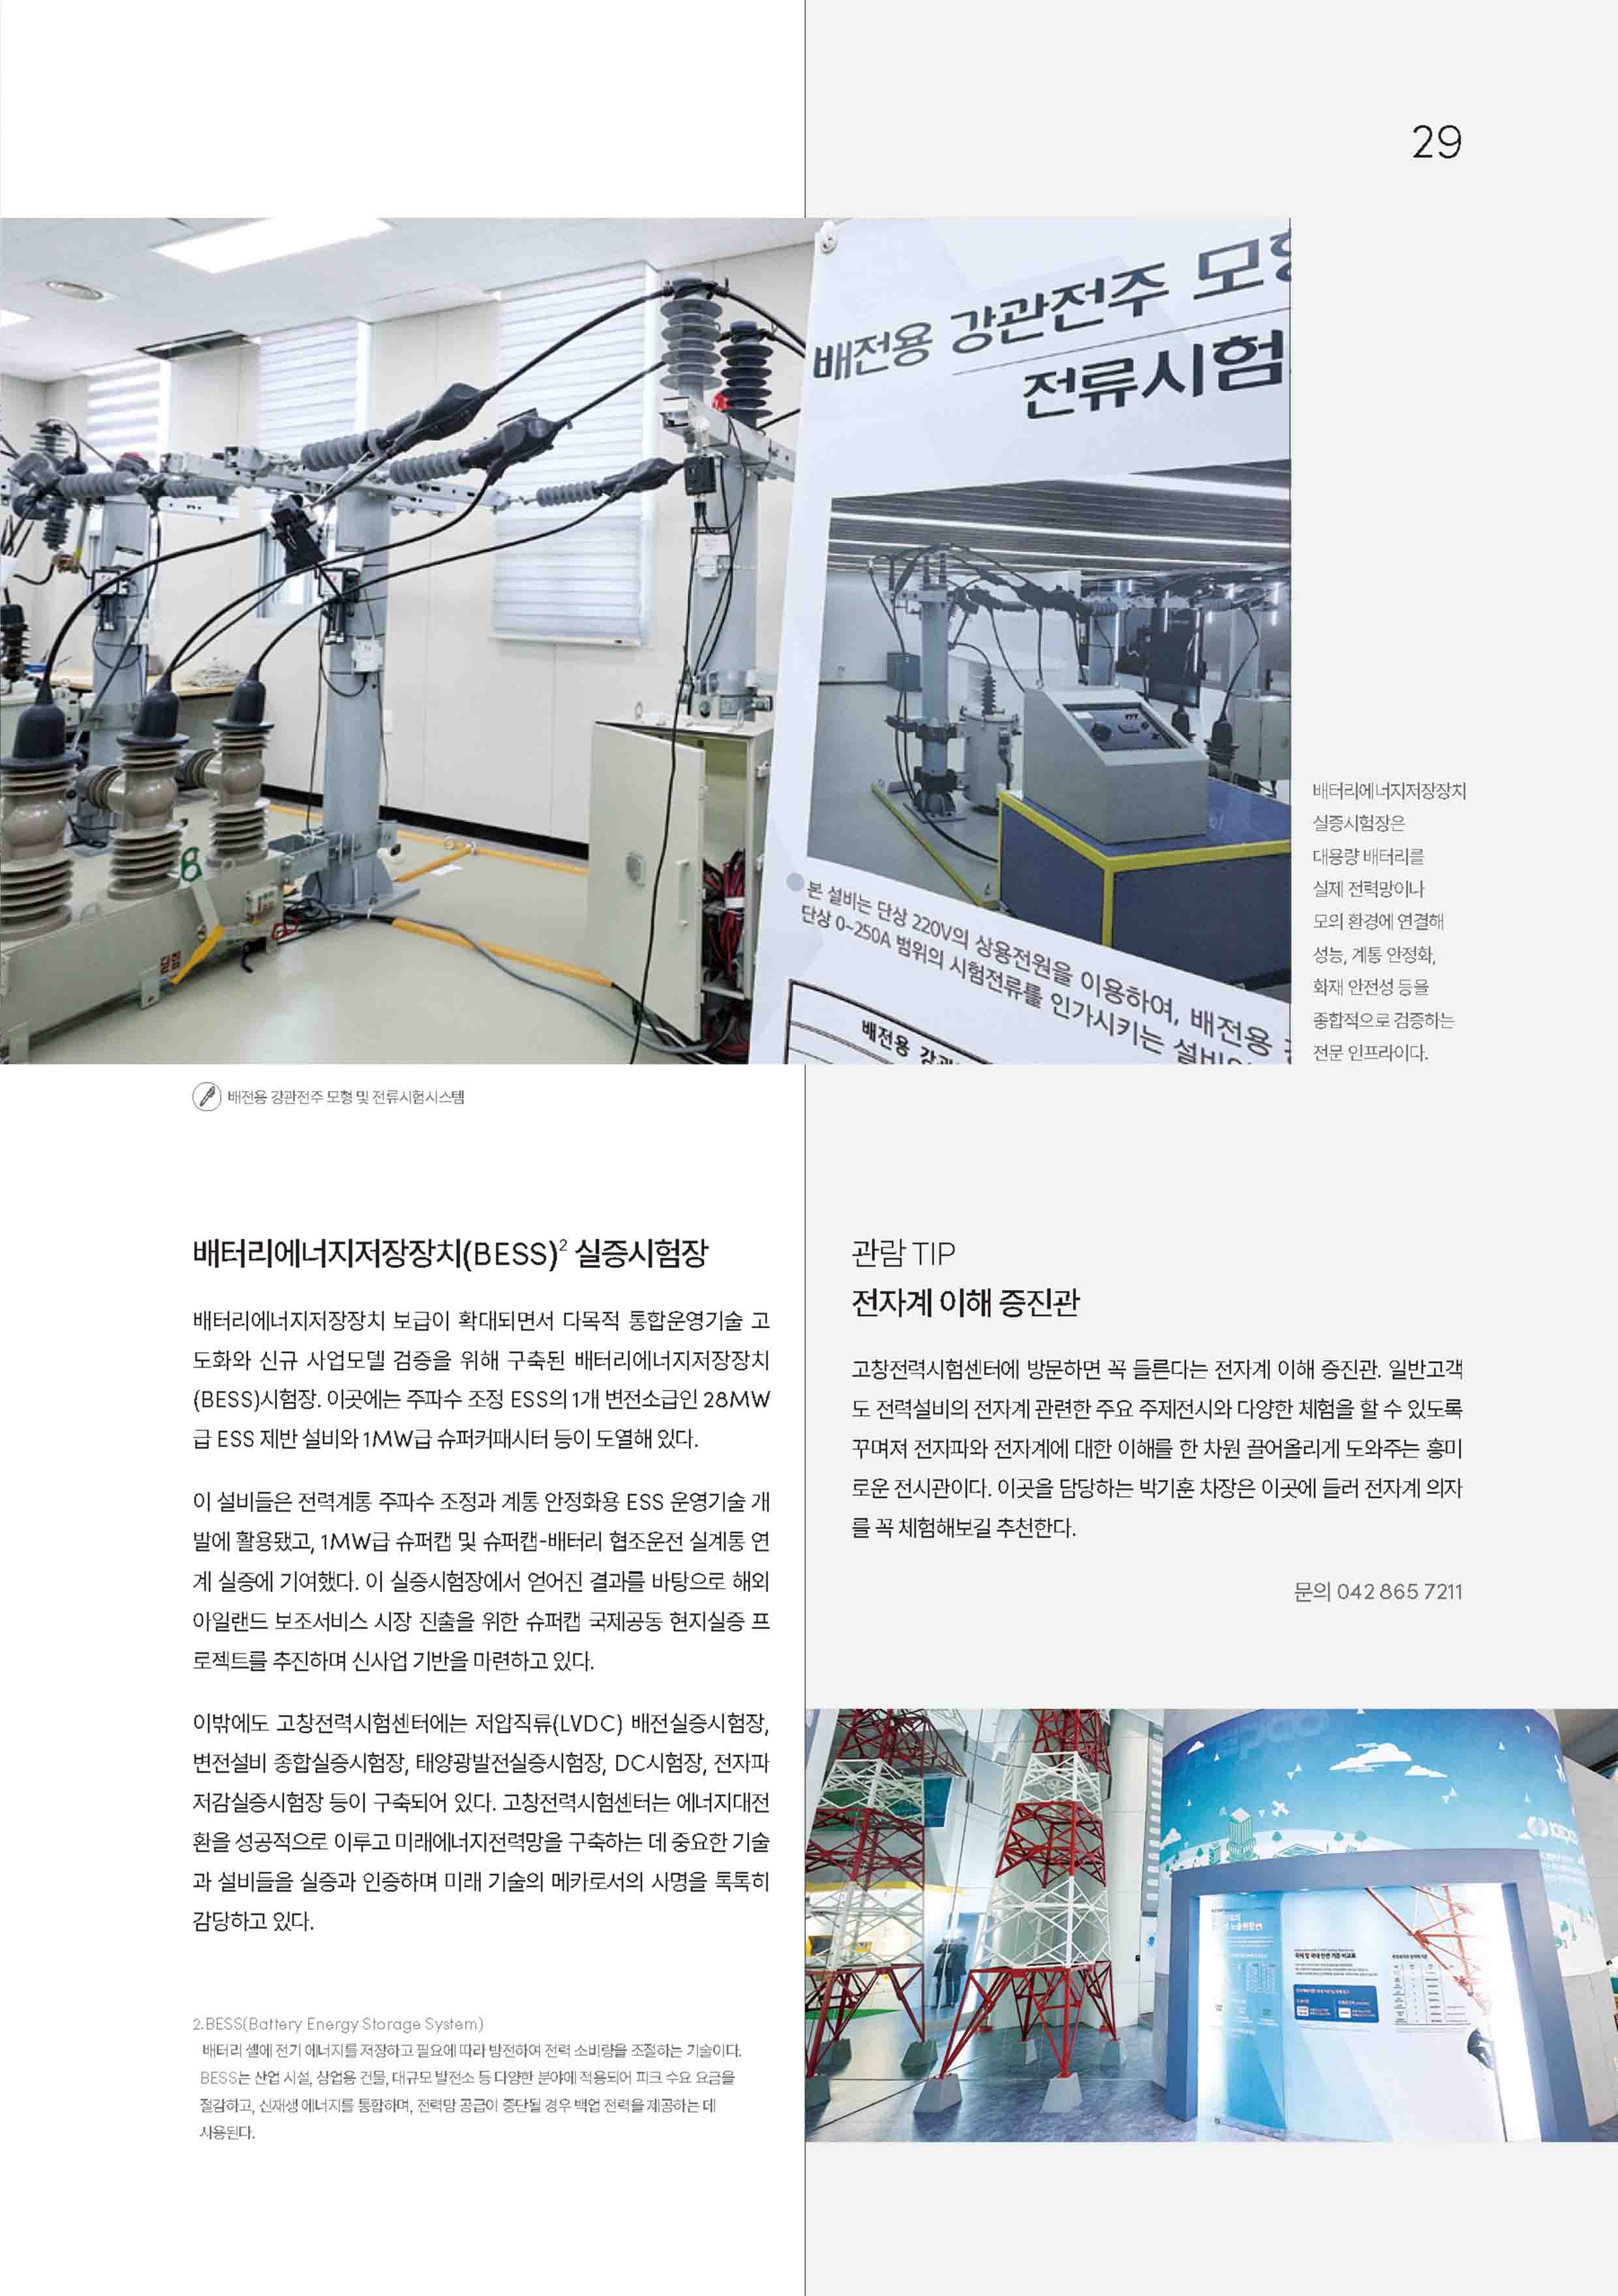 29
배전용 강관전주 모형
전류시험
본 설비는 단상 220V의 상용전원을 이용하여, 배전용
단상 0~250A 범위의 시험전류를 인가시키는
배전용
B
배터리에너지저장장치
실증시험장은
대용량 배터리를
실제 전력망이나
모의 환경에 연결해
성능, 계통 안정화,
화재 안전성 등을
종합적으로 검증하는
전문 인프라이다.
배전용 강관전주 모형 및 전류시험시스템
배터리에너지저장장치(BESS)2 실증시험장
배터리에너지저장장치 보급이 확대되면서 다목적 통합운영기술 고
도화와 신규 사업모델 검증을 위해 구축된 배터리에너지저장장치
(BESS)시험장. 이곳에는 주파수 조정 ESS의 1개 변전소급인 28MW
급 ESS 제반 설비와 1MW급 슈퍼커패시터 등이 도열해 있다.
이 설비들은 전력계통 주파수 조정과 계통 안정화용 ESS 운영기술 개
발에 활용됐고, 1MW급 슈퍼캡 및 슈퍼캡-배터리 협조운전 실계통 연
계 실증에 기여했다. 이 실증시험장에서 얻어진 결과를 바탕으로 해외
아일랜드 보조서비스 시장 진출을 위한 슈퍼캡 국제공동 현지실증 프
로젝트를 추진하며 신사업 기반을 마련하고 있다.
이밖에도 고창전력시험센터에는 저압직류(LVDC) 배전실증시험장,
변전설비 종합실증시험장, 태양광발전실증시험장, DC시험장, 전자파
저감실증시험장 등이 구축되어 있다. 고창전력시험센터는 에너지대전
환을 성공적으로 이루고 미래에너지전력망을 구축하는 데 중요한 기술
과 설비들을 실증과 인증하며 미래 기술의 메카로서의 사명을 톡톡히
감당하고 있다.
2.BESS(Battery Energy Storage System)
배터리 셀에 전기 에너지를 저장하고 필요에 따라 방전하여 전력 소비량을 조절하는 기술이다.
BESS는 산업 시설, 상업용 건물, 대규모 발전소 등 다양한 분야에 적용되어 피크 수요 요금을
절감하고, 신재생 에너지를 통합하며, 전력망 공급이 중단될 경우 백업 전력을 제공하는 데
사용된다.
관람 TIP
전자계 이해 증진관
고창전력시험센터에 방문하면 꼭 들른다는 전자계 이해 증진관. 일반고객
도 전력설비의 전자계 관련한 주요 주제전시와 다양한 체험을 할 수 있도록
꾸며져 전자파와 전자계에 대한 이해를 한 차원 끌어올리게 도와주는 흥미
로운 전시관이다. 이곳을 담당하는 박기훈 차장은 이곳에 들러 전자계 의자
를 꼭 체험해보길 추천한다.
문의 042 865 7211
KEPCO
국제 및 국내 안전 기준 비교표